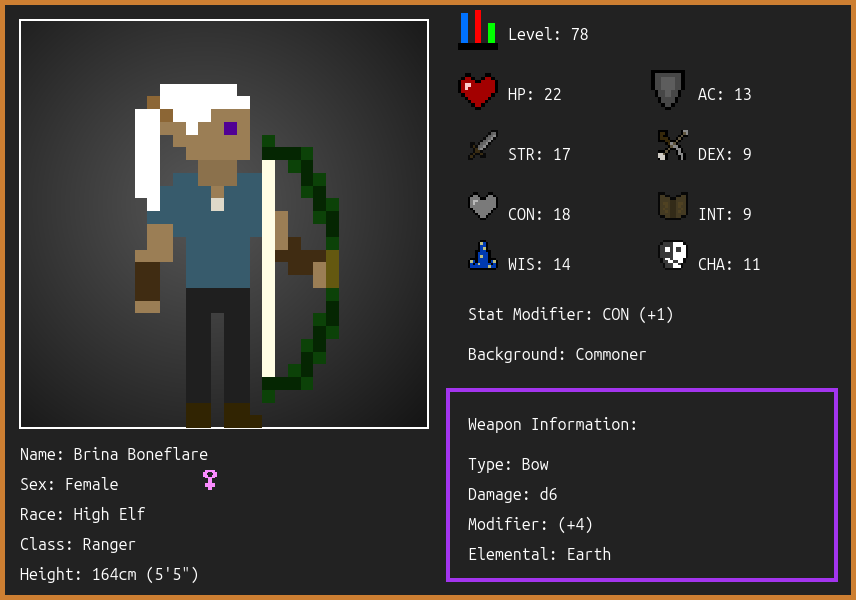 Level: 78
HP: 22
AC: 13
STR: 17
DEX: 9
CON: 18
INT: 9
WIS: 14
CHA: 11
Stat Modifier: CON (+1)
Background: Commoner
Weapon Information:
Type: Bow
Damage: d6
Modifier: (+4)
Elemental: Earth
Name: Brina Boneflare
Sex: Female
Race: High Elf
Class: Ranger
Height: 164cm (5'5")